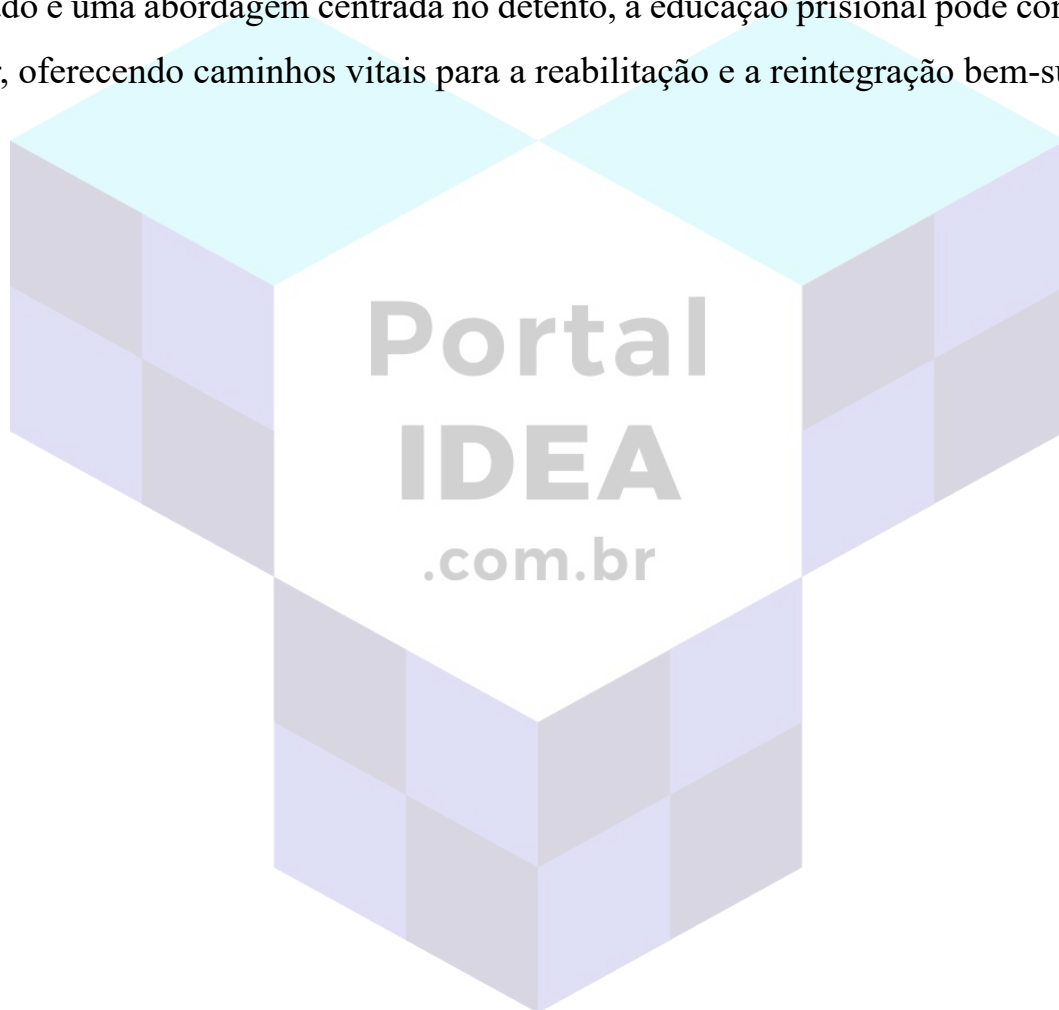 e uma abordagem centrada no detento, a educação prisional pode
, oferecendo caminhos vitais para a reabilitação e a reintegração
Portal
IDEA
.com.br